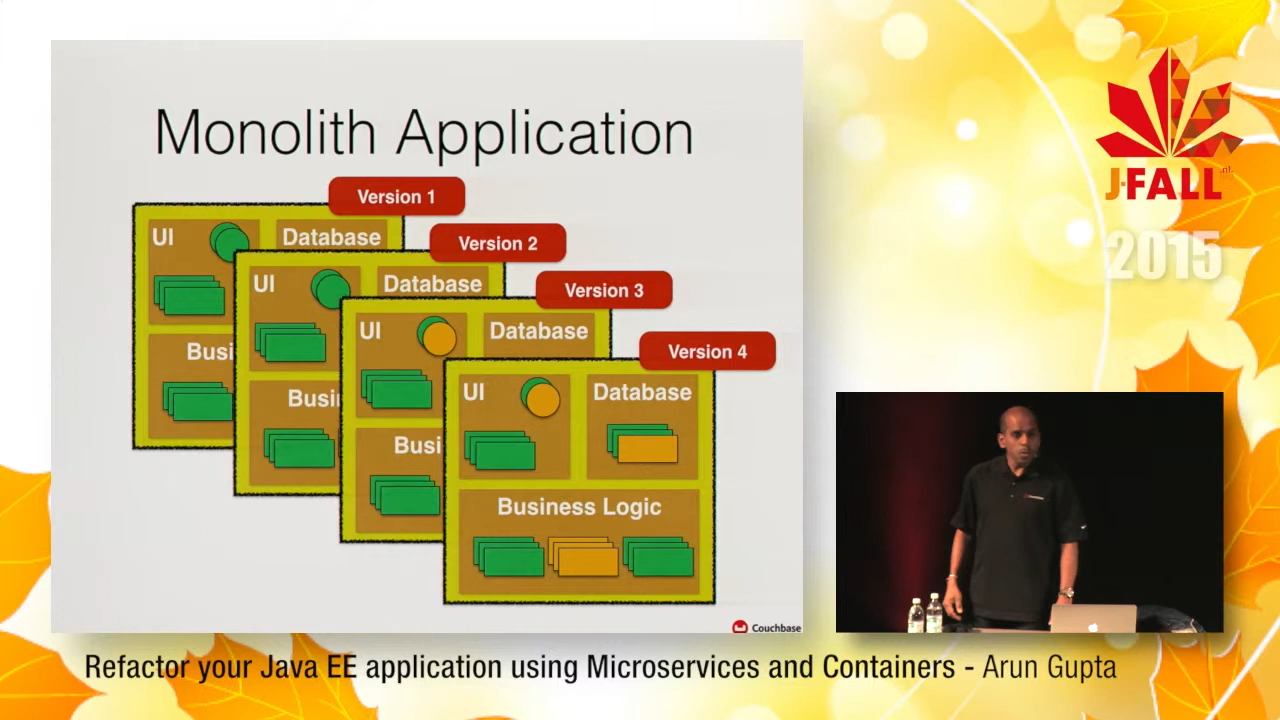 Monolith Application
Version 1
UI
Database
Busi
Version 2
UI
Database
Busi
Version 3
UI
Database
Busi
Version 4
UI
Database
Business Logic
Couchbase
J-FALL
.nl
2015
Refactor your Java EE application using Microservices and Containers - Arun Gupta